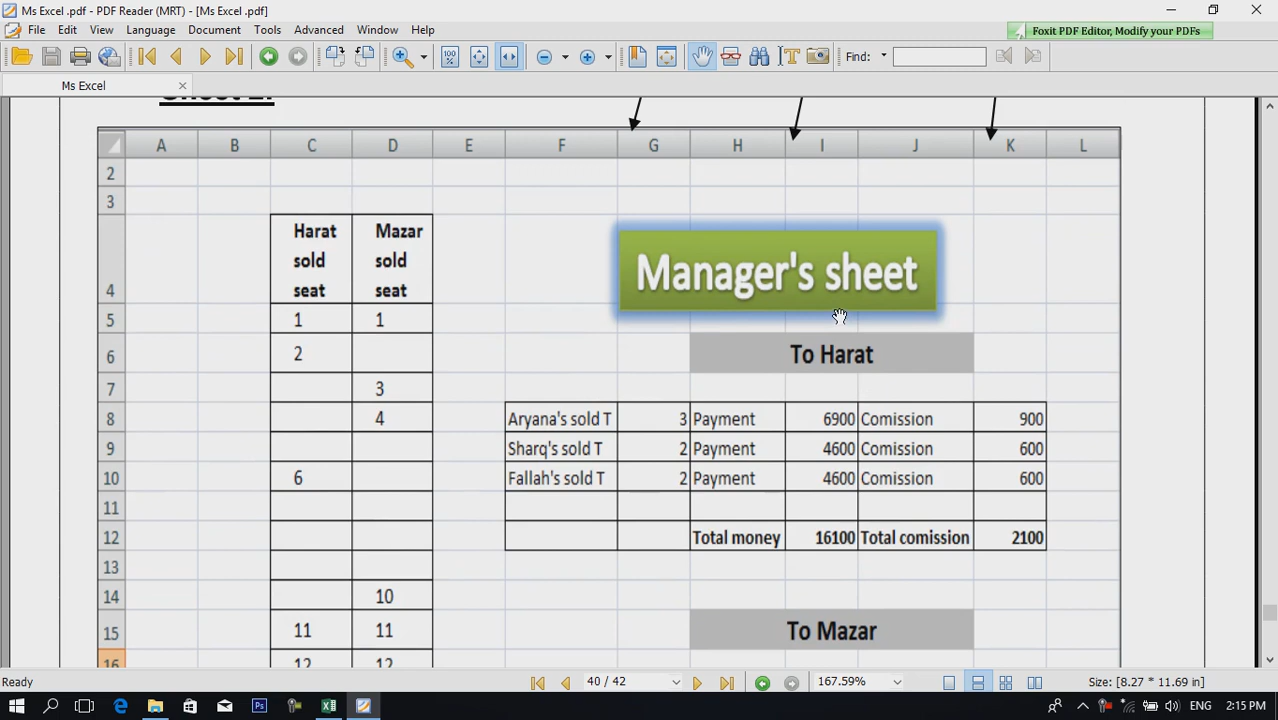 Ms Excel .pdf - PDF Reader (MRT) - [Ms Excel .pdf]
File Edit View Language Documemt Tools Advanced Window Help
Foxit PDF Editor, Modify your PDFs
Find:
Ms Excel
A B C D E F G H I J K L
2
3
Harat Mazar
sold sold
4 seat seat
Manager's sheet
5 1 1
6 2 To Harat
7 3
8 4 Aryana's sold T 3 Payment 6900 Comission 900
9 Sharq's sold T 2 Payment 4600 Comission 600
10 6 Fallah's sold T 2 Payment 4600 Comission 600
11
12 Total money 16100 Total comission 2100
13
14 10
15 11 11 To Mazar
16 12 12
Ready 40 / 42 167.59% Size: [8.27 * 11.69 in]
Ps ENG 2:15 PM